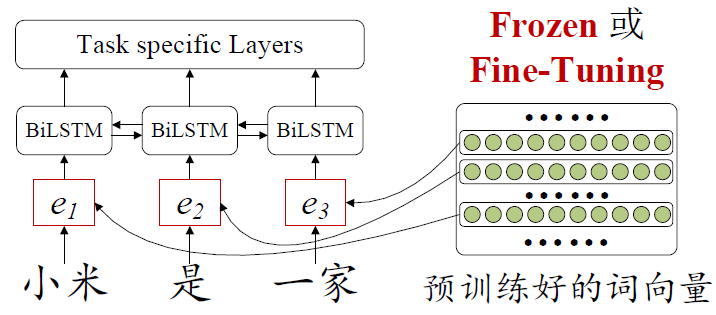 Task specific Layers
BiLSTM BiLSTM BiLSTM
e1 e2 e3
小米 是 一家
Frozen 或
Fine-Tuning
预训练好的词向量